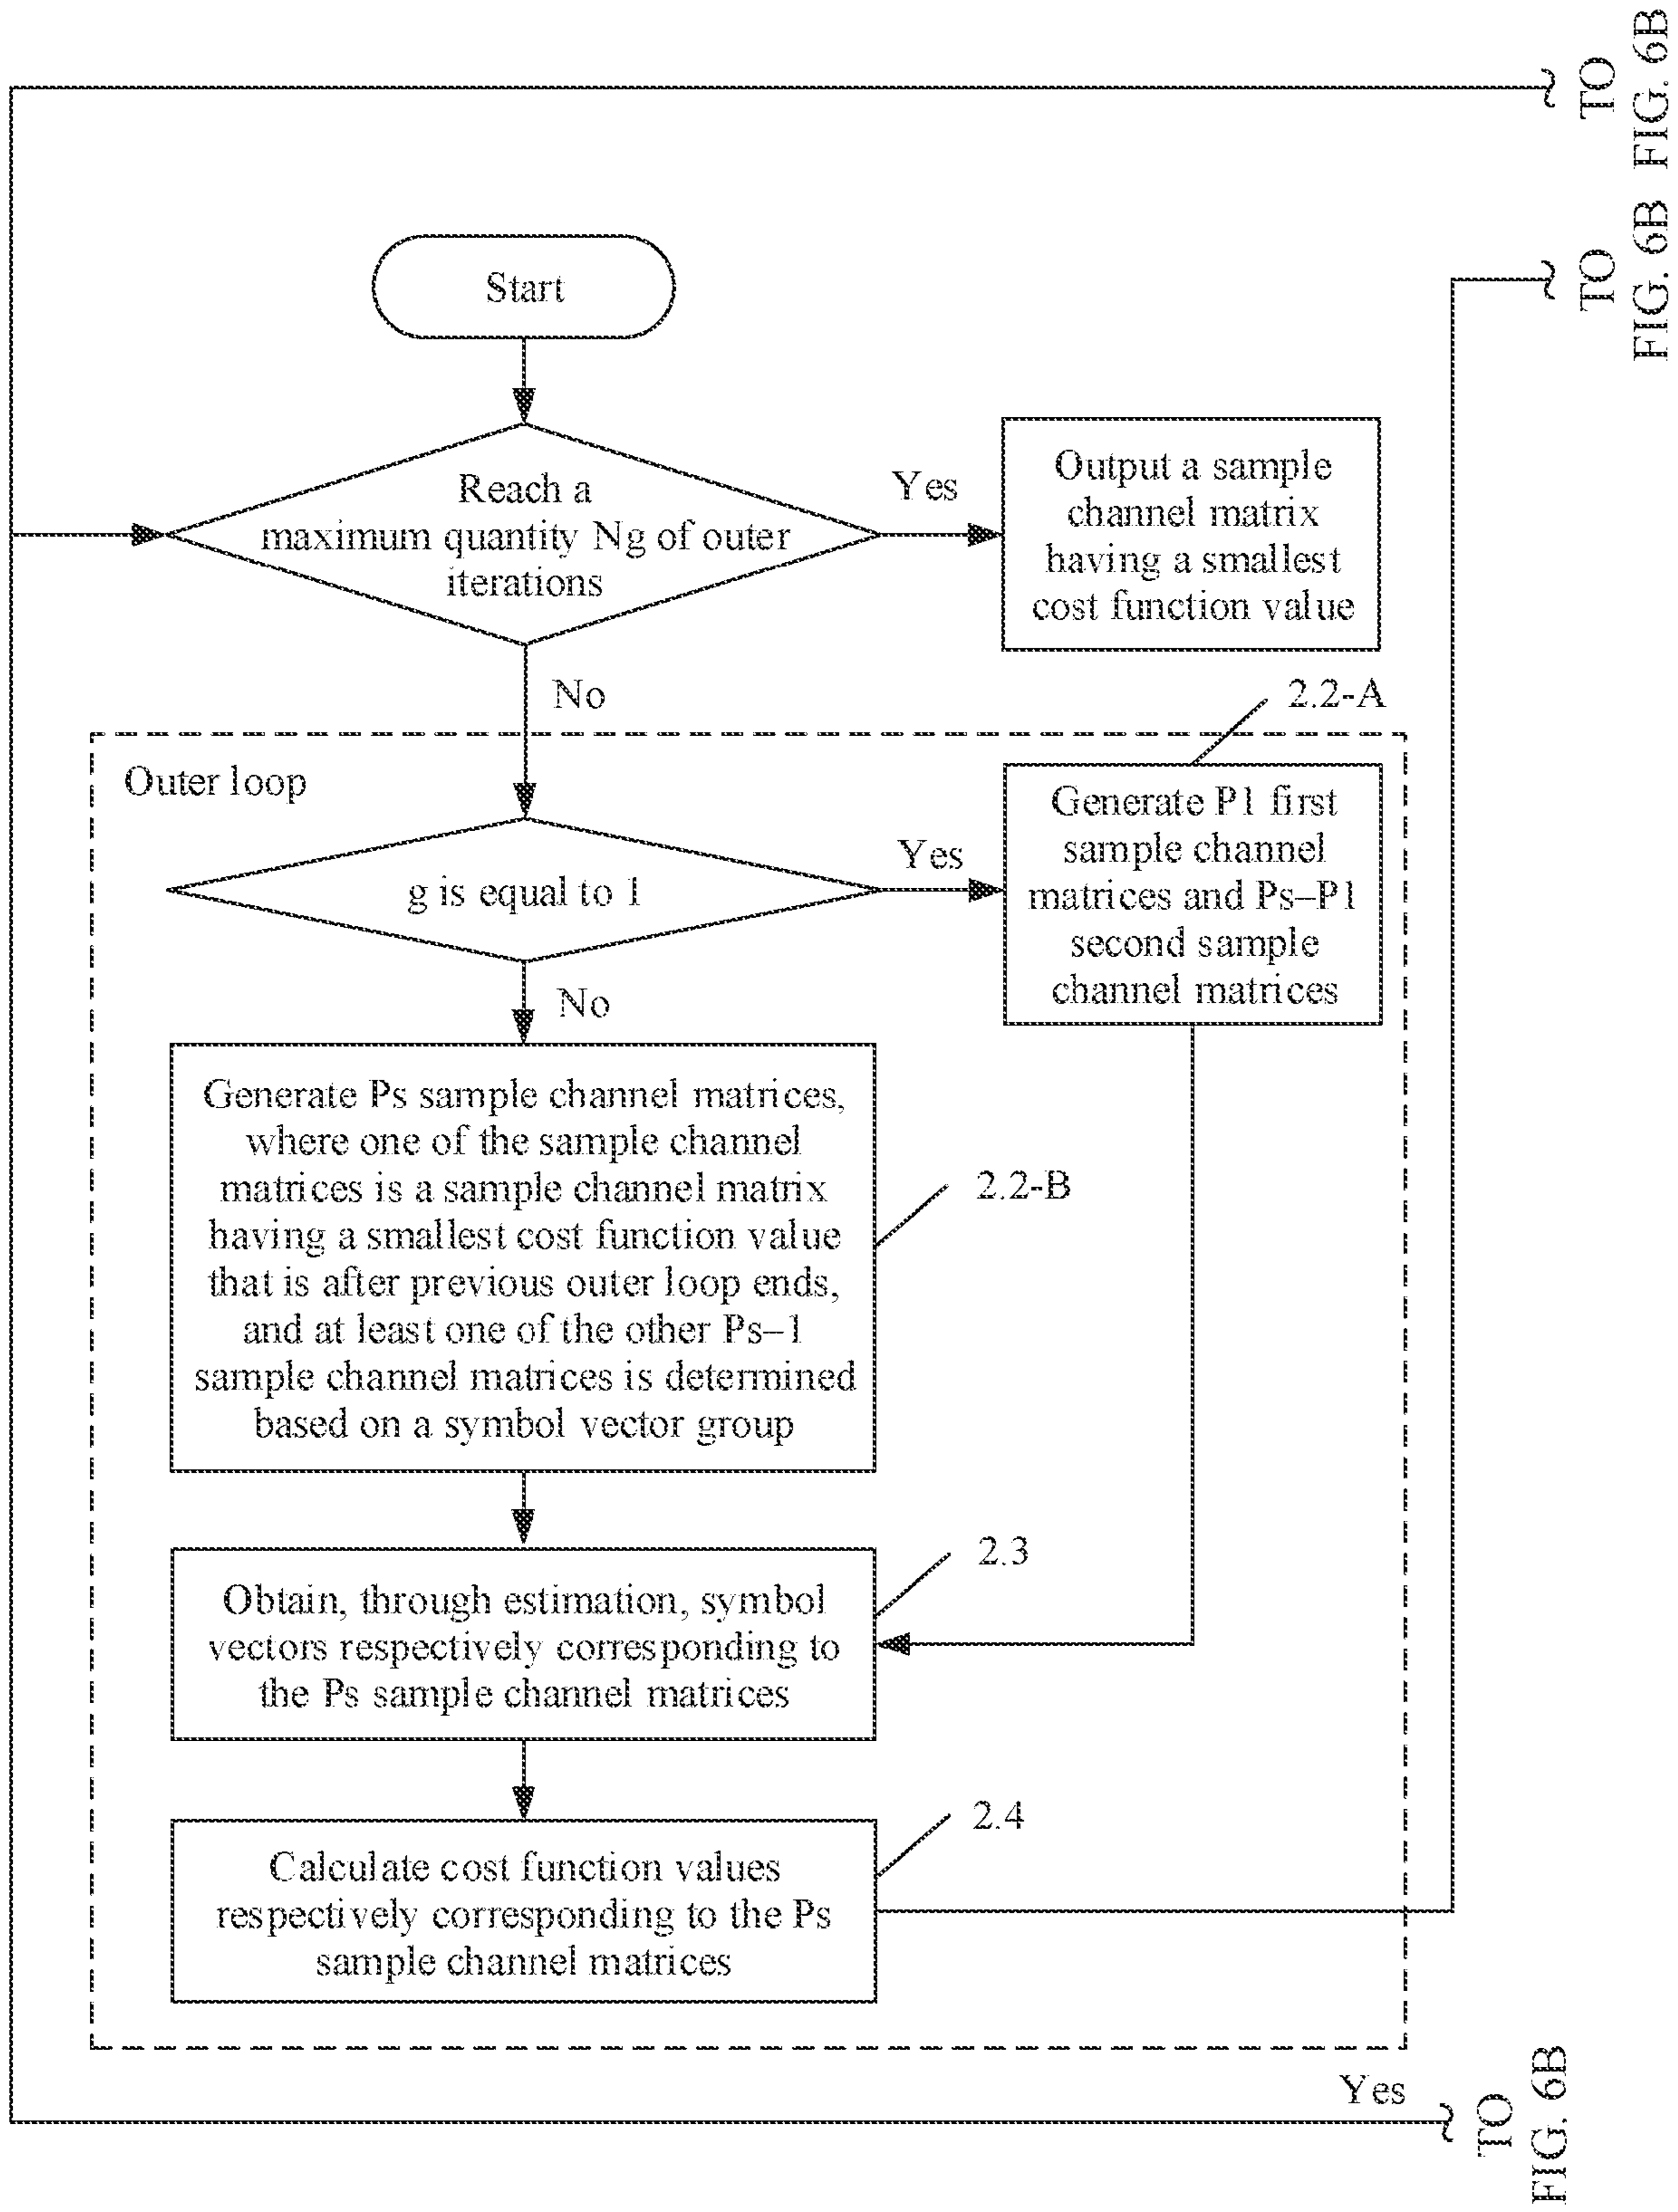 TO
FIG. 6B
TO
FIG. 6B
Start
Reach a
maximum quantity Ng of outer
iterations
Yes
Output a sample
channel matrix
having a smallest
cost function value
No
2.2-A
Outer loop
g is equal to 1
Yes
Generate P1 first
sample channel
matrices and Ps–P1
second sample
channel matrices
No
Generate Ps sample channel matrices,
where one of the sample channel
matrices is a sample channel matrix
having a smallest cost function value
that is after previous outer loop ends,
and at least one of the other Ps–1
sample channel matrices is determined
based on a symbol vector group
2.2-B
Obtain, through estimation, symbol
vectors respectively corresponding to
the Ps sample channel matrices
2.3
Calculate cost function values
respectively corresponding to the Ps
sample channel matrices
2.4
Yes
TO
FIG. 6B